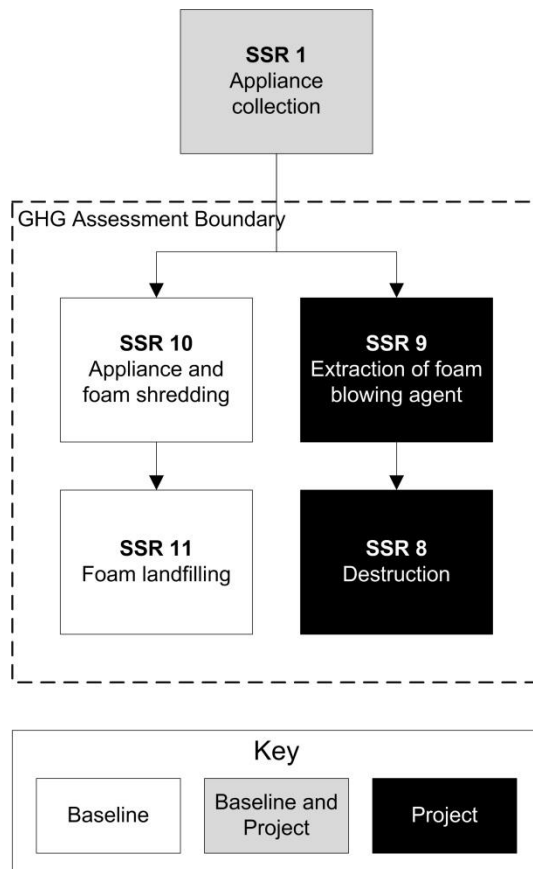 SSR 1
Appliance
collection
GHG Assessment Boundary
SSR 10
Appliance and
foam shredding
SSR 9
Extraction of foam
blowing agent
SSR 11
Foam landfilling
SSR 8
Destruction
Key
Baseline
Baseline and
Project
Project